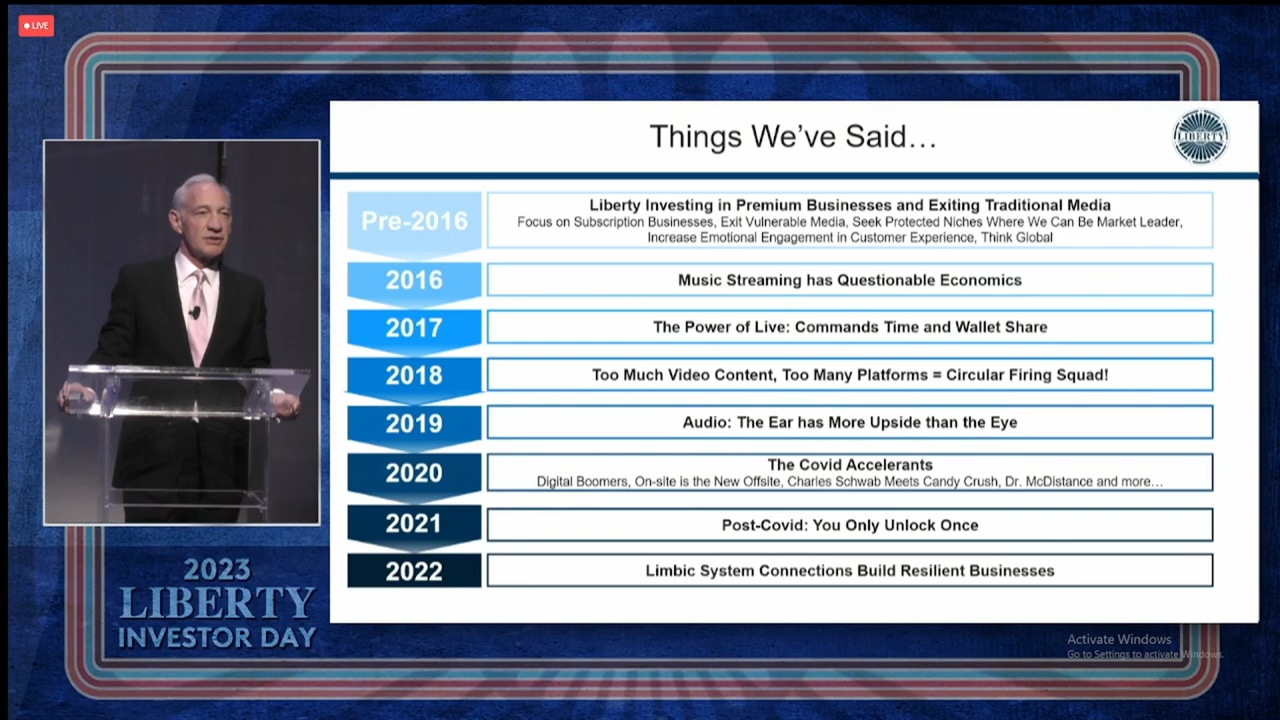 LIVE
Things We've Said…
LIBERTY
Pre-2016
Liberty Investing in Premium Businesses and Exiting Traditional Media
Focus on Subscription Businesses, Exit Vulnerable Media, Seek Protected Niches Where We Can Be Market Leader,
Increase Emotional Engagement in Customer Experience, Think Global
2016
Music Streaming has Questionable Economics
2017
The Power of Live: Commands Time and Wallet Share
2018
Too Much Video Content, Too Many Platforms = Circular Firing Squad!
2019
Audio: The Ear has More Upside than the Eye
2020
The Covid Accelerants
Digital Boomers, On-site is the New Offsite, Charles Schwab Meets Candy Crush, Dr. McDistance and more…
2021
Post-Covid: You Only Unlock Once
2022
Limbic System Connections Build Resilient Businesses
2023
LIBERTY
INVESTOR DAY
Activate Windows
Go to Settings to activate Windows.